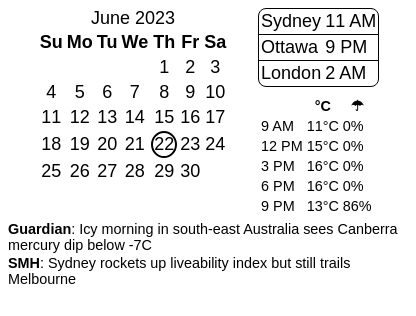 June 2023
Su Mo Tu We Th Fr Sa
1 2 3
4 5 6 7 8 9 10
11 12 13 14 15 16 17
18 19 20 21 22 23 24
25 26 27 28 29 30
Sydney 11 AM
Ottawa 9 PM
London 2 AM
°C ☂
9 AM 11°C 0%
12 PM 15°C 0%
3 PM 16°C 0%
6 PM 16°C 0%
9 PM 13°C 86%
Guardian: Icy morning in south-east Australia sees Canberra
mercury dip below -7C
SMH: Sydney rockets up liveability index but still trails
Melbourne